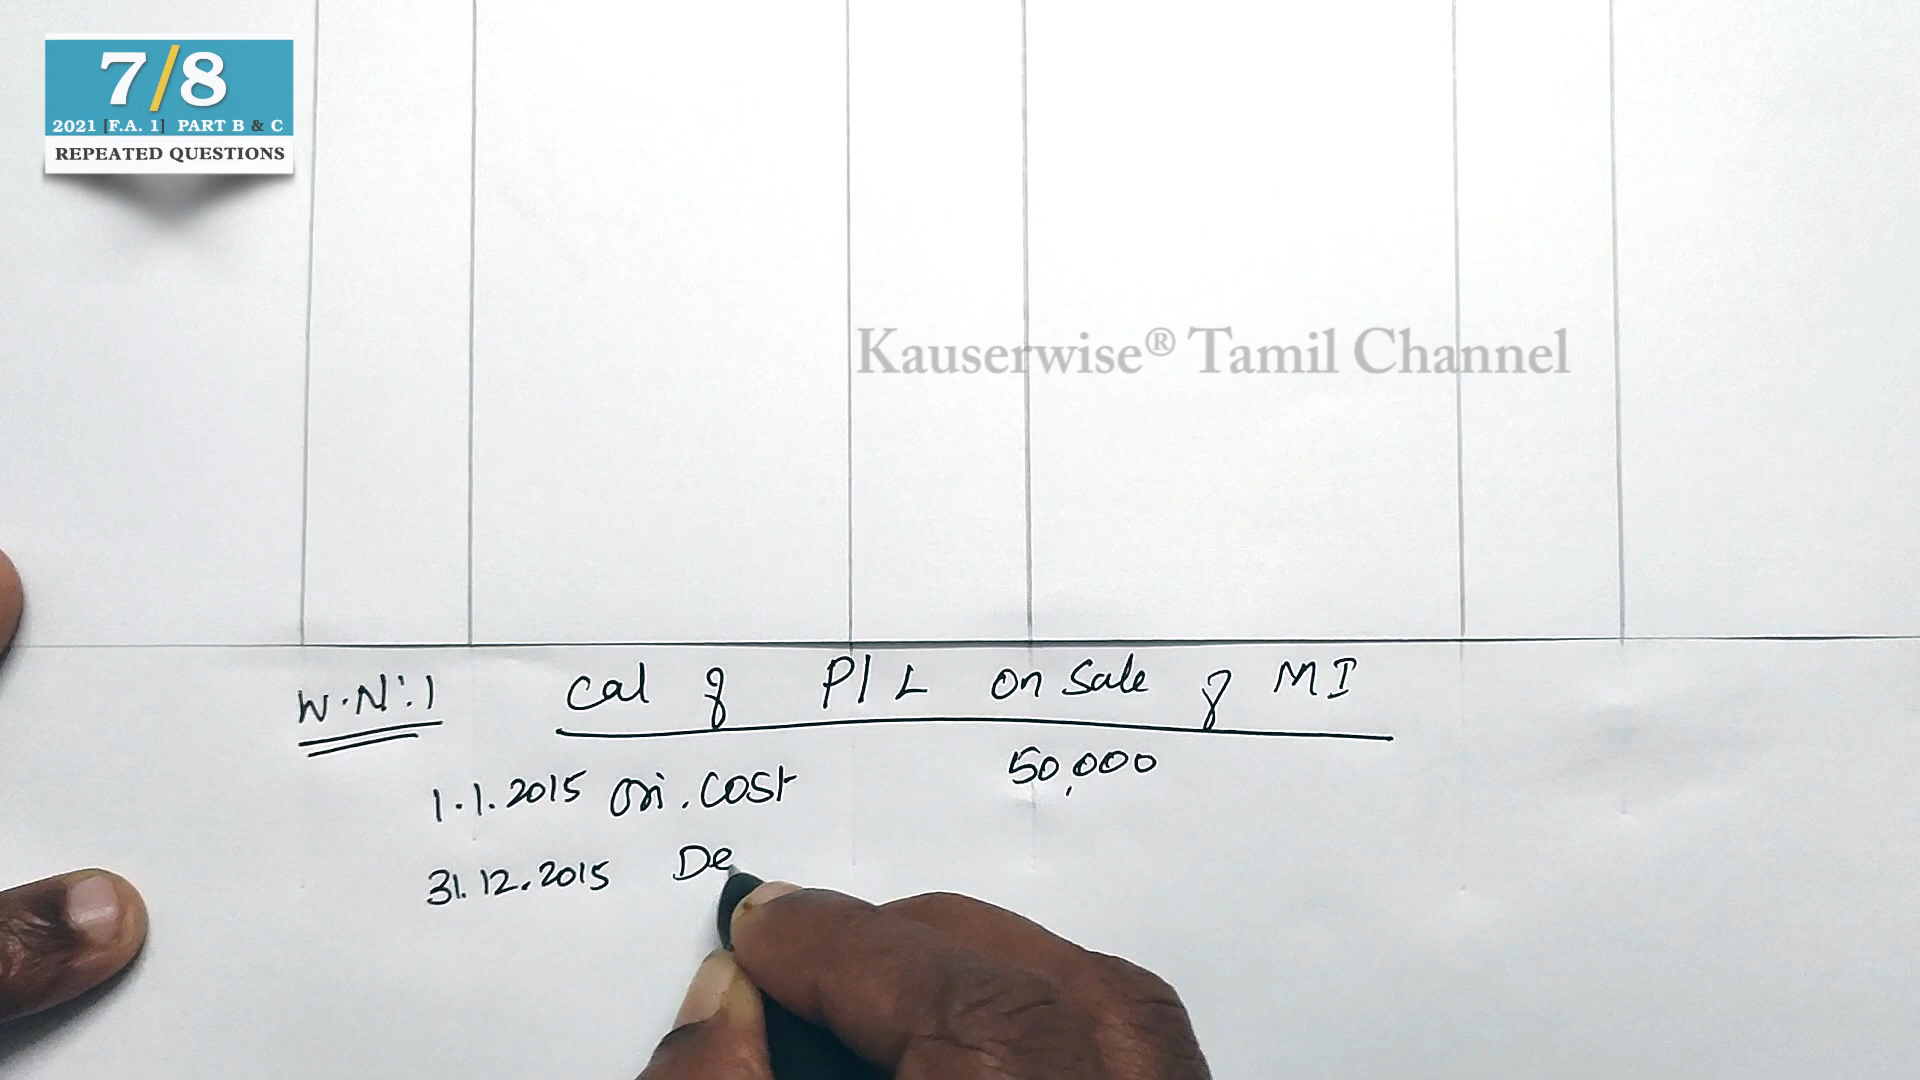 7/8
2021 [F.A. 1] PART B & C
REPEATED QUESTIONS
Kauserwise® Tamil Channel
W.N:1 Cal of P/L on Sale of MI
1.1.2015 Ori. Cost 50,000
31.12.2015 De